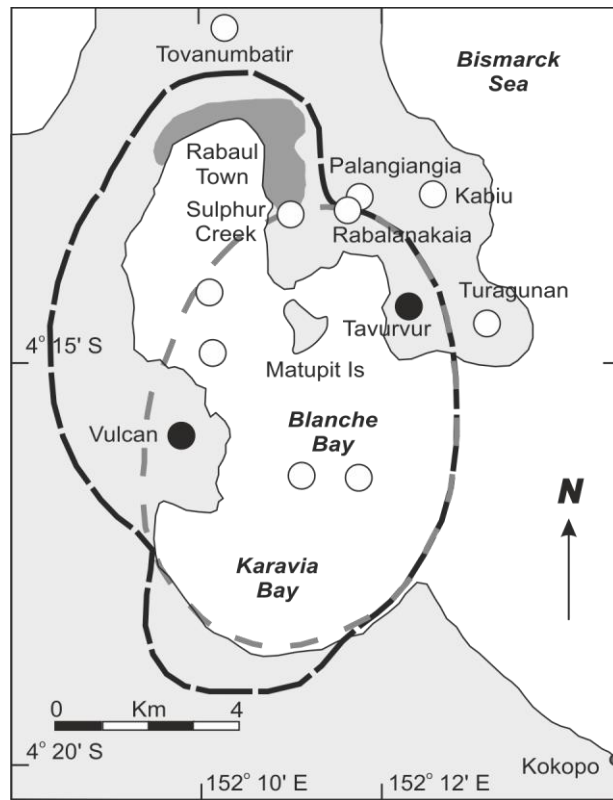 Tovanumbatir
Bismarck
Sea
Rabaul
Town
Palangiangia
Kabiu
Sulphur
Creek
Rabalanakaia
Turagunan
Tavurvur
4° 15' S
Matupit Is
Vulcan
Blanche
Bay
N
Karavia
Bay
0 Km 4
4° 20' S
Kokopo
152° 10' E
152° 12' E